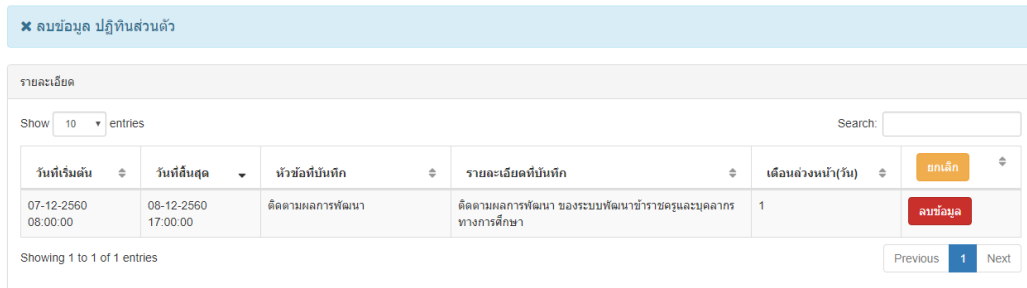 ✖ ลบข้อมูล ปฏิทินส่วนตัว
รายละเอียด
Show 10 entries
Search:
วันที่เริ่มต้น วันที่สิ้นสุด หัวข้อที่บันทึก รายละเอียดที่บันทึก เตือนล่วงหน้า(วัน) ยกเลิก
07-12-2560 08-12-2560 ติดตามผลการพัฒนา ติดตามผลการพัฒนา ของระบบพัฒนาข้าราชครูและบุคลากร 1 ลบข้อมูล
08:00:00 17:00:00 ทางการศึกษา
Showing 1 to 1 of 1 entries
Previous 1 Next